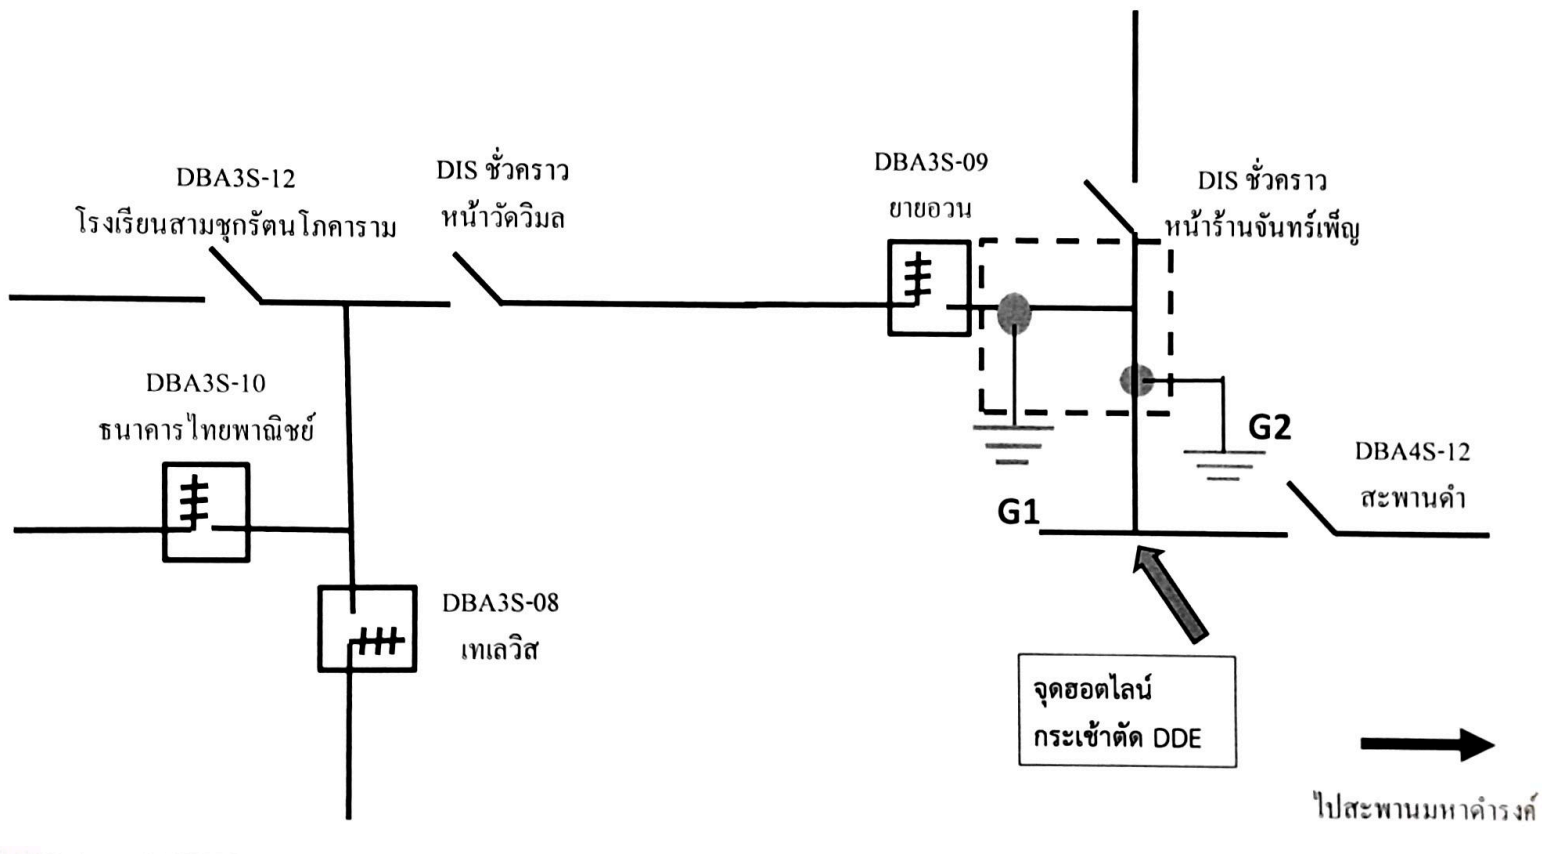 DBA3S-12
โรงเรียนสามชุกรัตนโภคาราม
DIS ชั่วคราว
หน้าวัดวิมล
DBA3S-09
ยายอวน
DIS ชั่วคราว
หน้าร้านจันทร์เพ็ญ
DBA3S-10
ธนาคารไทยพาณิชย์
G2
DBA4S-12
สะพานดำ
G1
DBA3S-08
เทเลวิส
จุดฮอตไลน์
กระเช้าตัด DDE
ไปสะพานมหาดำรงค์